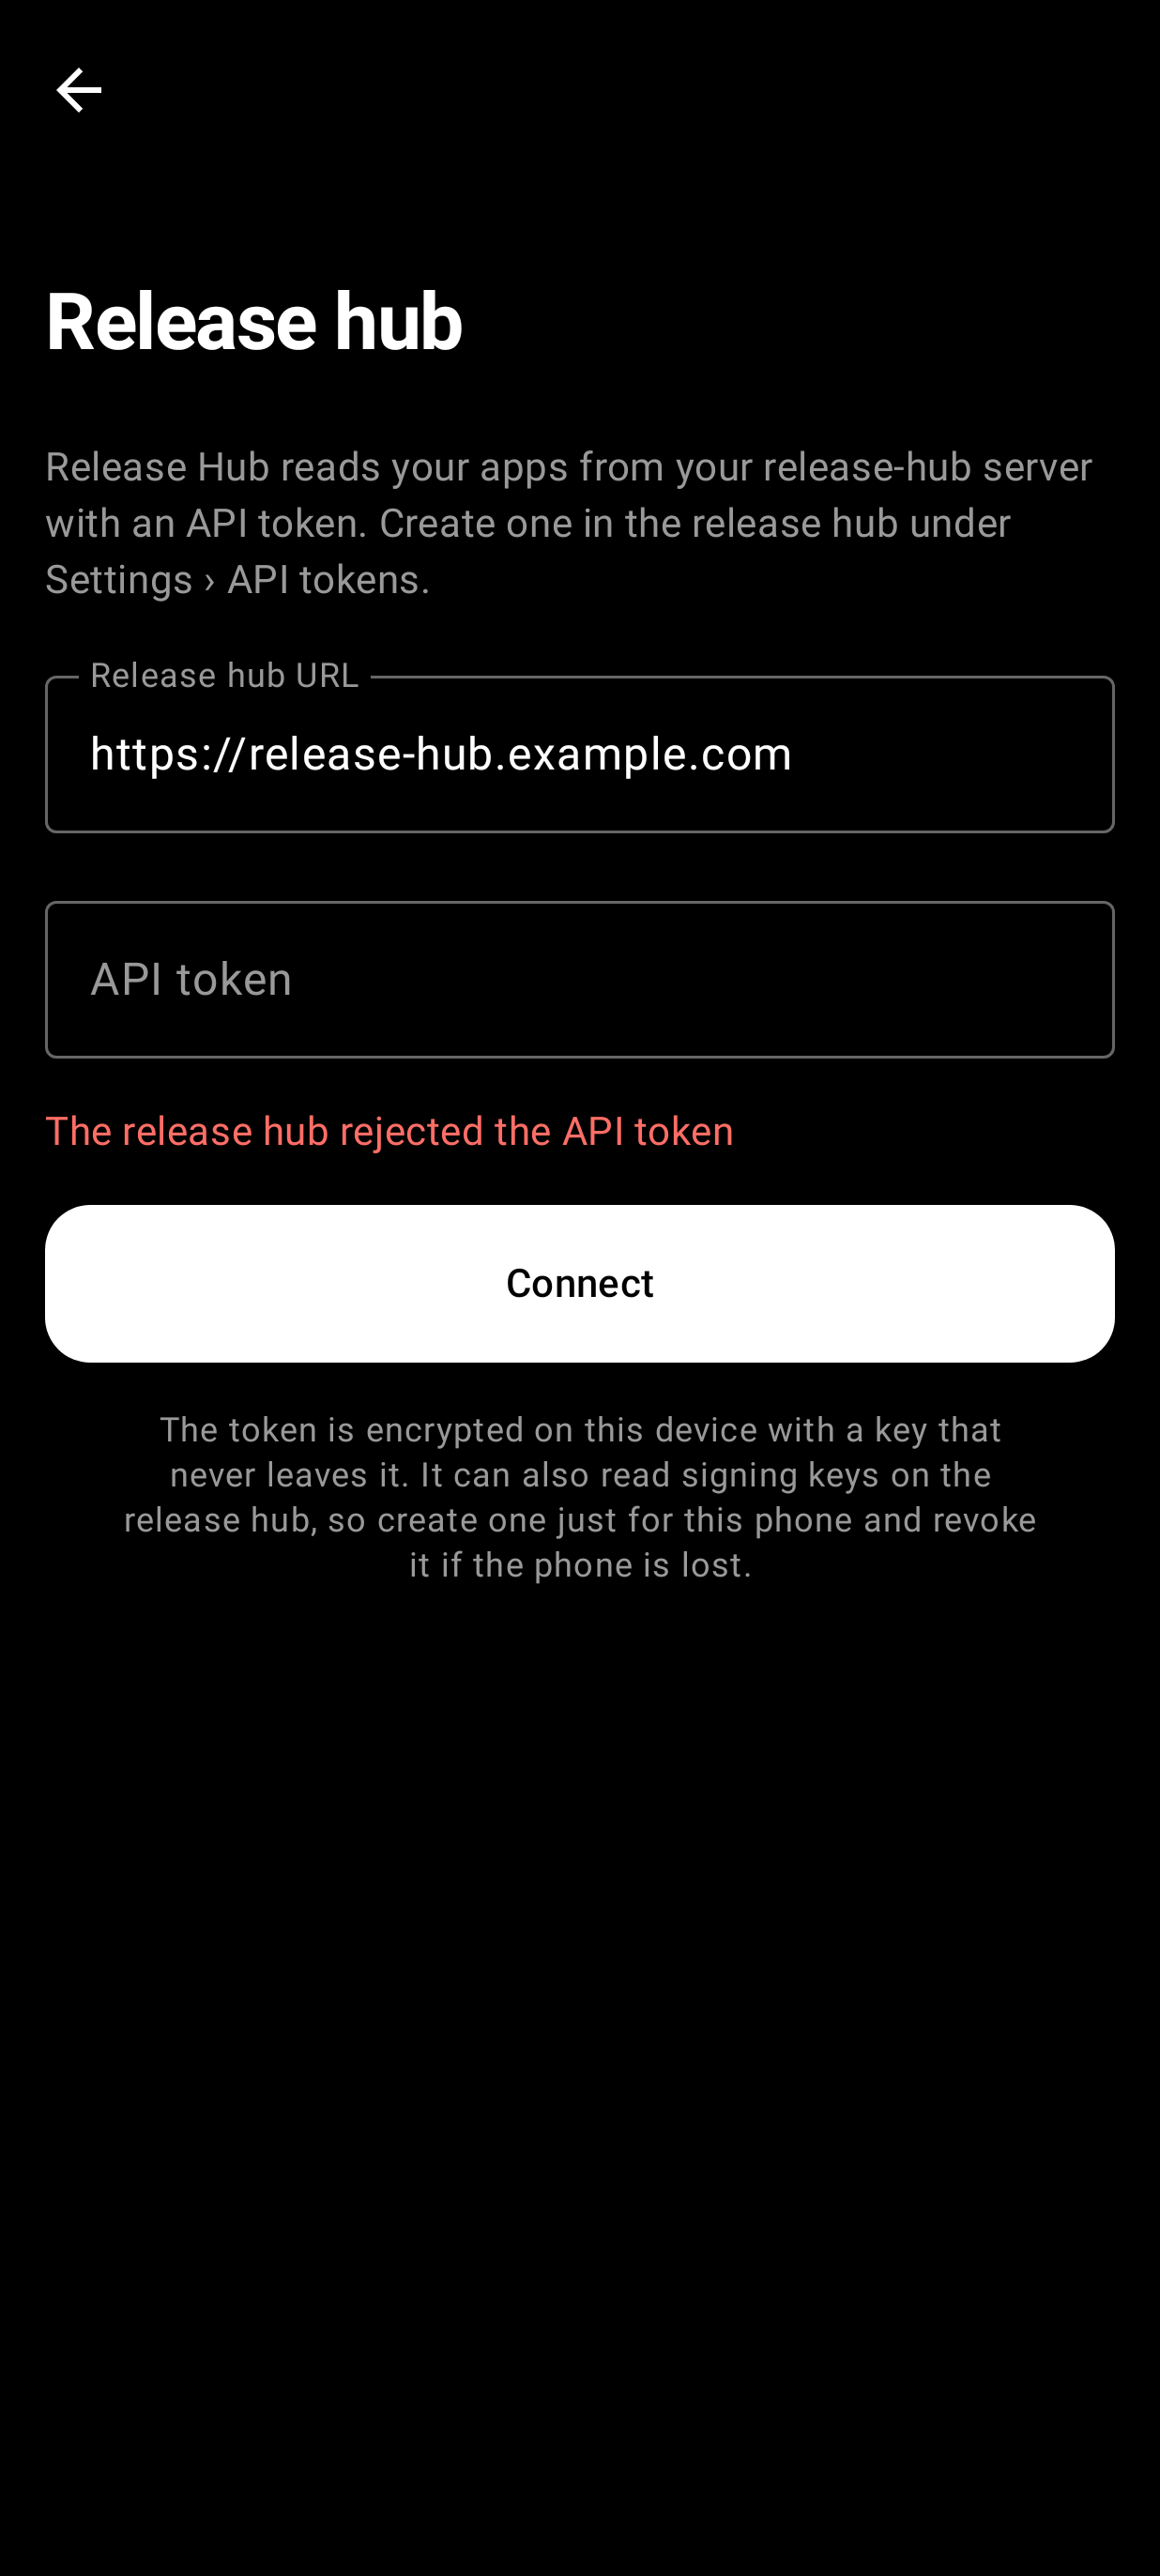 Release hub
Release Hub reads your apps from your release-hub server
with an API token. Create one in the release hub under
Settings › API tokens.
Release hub URL
https://release-hub.example.com
API token
The release hub rejected the API token
Connect
The token is encrypted on this device with a key that
never leaves it. It can also read signing keys on the
release hub, so create one just for this phone and revoke
it if the phone is lost.